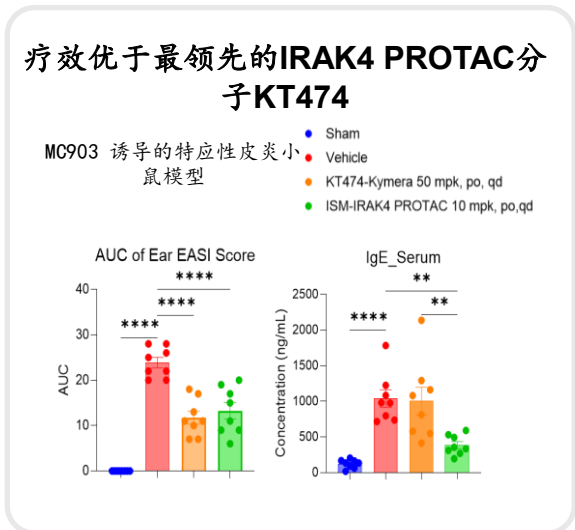 疗效优于最领先的IRAK4 PROTAC分
子KT474
MC903 诱导的特应性皮炎小
鼠模型
Sham
Vehicle
KT474-Kymera 50 mpk, po, qd
ISM-IRAK4 PROTAC 10 mpk, po,qd
AUC of Ear EASI Score
****
****
****
40
30
20
10
0
AUC
IgE_Serum
**
****
**
2500
2000
1500
1000
500
0
Concentration (ng/mL)